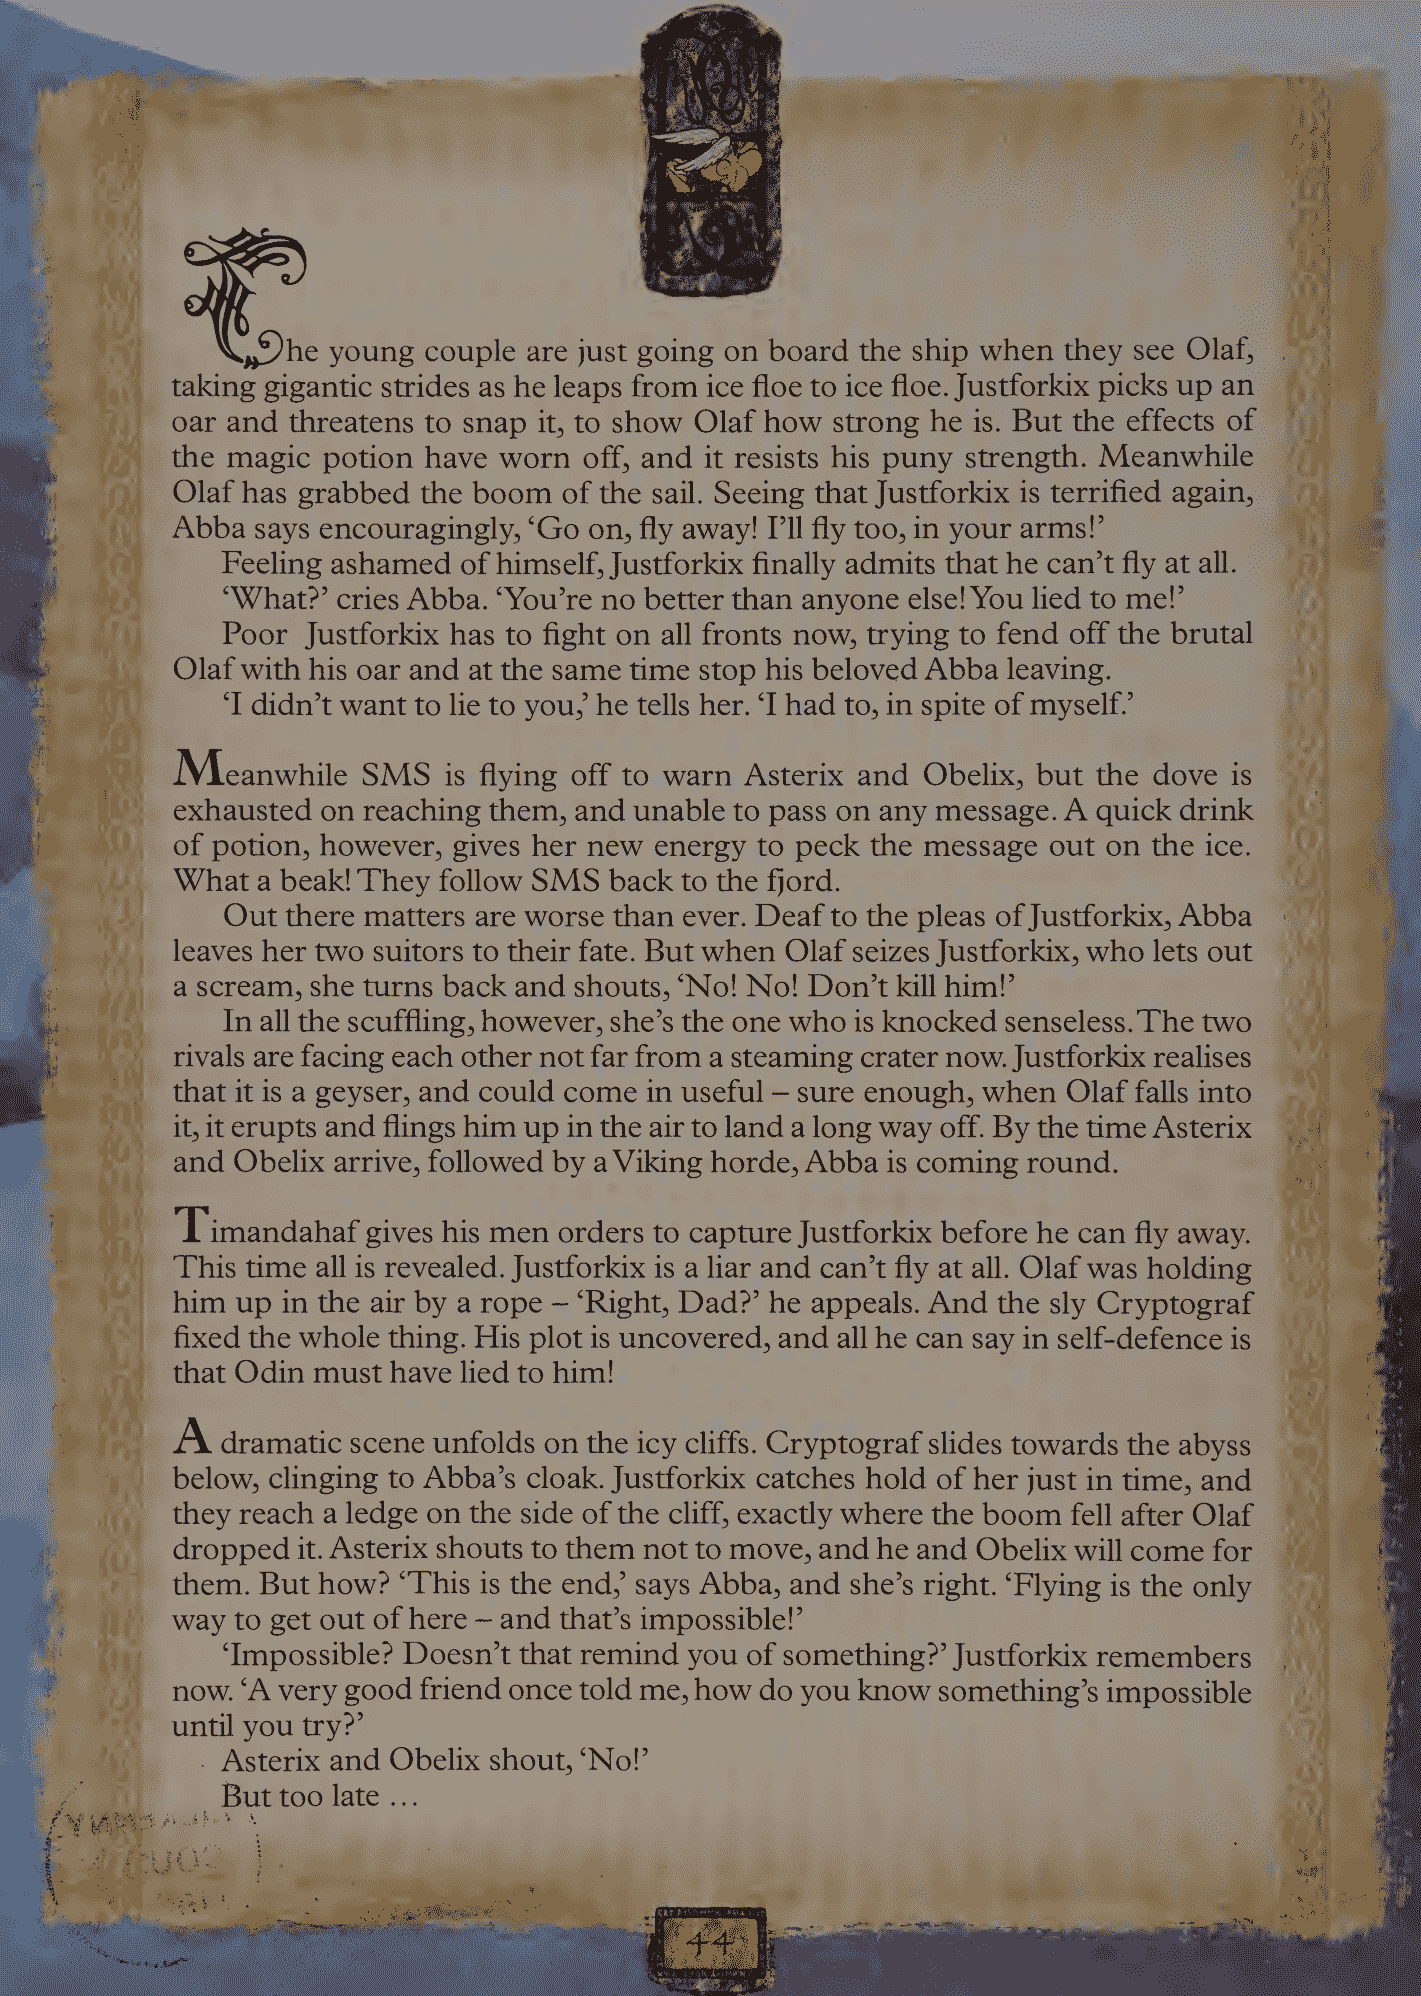 The young couple are just going on board the ship when they see Olaf,
taking gigantic strides as he leaps from ice floe to ice floe. Justforkix picks up an
oar and threatens to snap it, to show Olaf how strong he is. But the effects of
the magic potion have worn off, and it resists his puny strength. Meanwhile
Olaf has grabbed the boom of the sail. Seeing that Justforkix is terrified again,
Abba says encouragingly, ‘Go on, fly away! I’ll fly too, in your arms!’
Feeling ashamed of himself, Justforkix finally admits that he can’t fly at all.
‘What?’ cries Abba. ‘You’re no better than anyone else! You lied to me!’
Poor Justforkix has to fight on all fronts now, trying to fend off the brutal
Olaf with his oar and at the same time stop his beloved Abba leaving.
‘I didn’t want to lie to you,’ he tells her. ‘I had to, in spite of myself.’
Meanwhile SMS is flying off to warn Asterix and Obelix, but the dove is
exhausted on reaching them, and unable to pass on any message. A quick drink
of potion, however, gives her new energy to peck the message out on the ice.
What a beak! They follow SMS back to the fjord.
Out there matters are worse than ever. Deaf to the pleas of Justforkix, Abba
leaves her two suitors to their fate. But when Olaf seizes Justforkix, who lets out
a scream, she turns back and shouts, ‘No! No! Don’t kill him!’
In all the scuffling, however, she’s the one who is knocked senseless. The two
rivals are facing each other not far from a steaming crater now. Justforkix realises
that it is a geyser, and could come in useful – sure enough, when Olaf falls into
it, it erupts and flings him up in the air to land a long way off. By the time Asterix
and Obelix arrive, followed by a Viking horde, Abba is coming round.
Timandahaf gives his men orders to capture Justforkix before he can fly away.
This time all is revealed. Justforkix is a liar and can’t fly at all. Olaf was holding
him up in the air by a rope – ‘Right, Dad?’ he appeals. And the sly Cryptograf
fixed the whole thing. His plot is uncovered, and all he can say in self-defence is
that Odin must have lied to him!
A dramatic scene unfolds on the icy cliffs. Cryptograf slides towards the abyss
below, clinging to Abba’s cloak. Justforkix catches hold of her just in time, and
they reach a ledge on the side of the cliff, exactly where the boom fell after Olaf
dropped it. Asterix shouts to them not to move, and he and Obelix will come for
them. But how? ‘This is the end,’ says Abba, and she’s right. ‘Flying is the only
way to get out of here – and that’s impossible!’
‘Impossible? Doesn’t that remind you of something?’ Justforkix remembers
now. ‘A very good friend once told me, how do you know something’s impossible
until you try?’
Asterix and Obelix shout, ‘No!’
But too late …
44